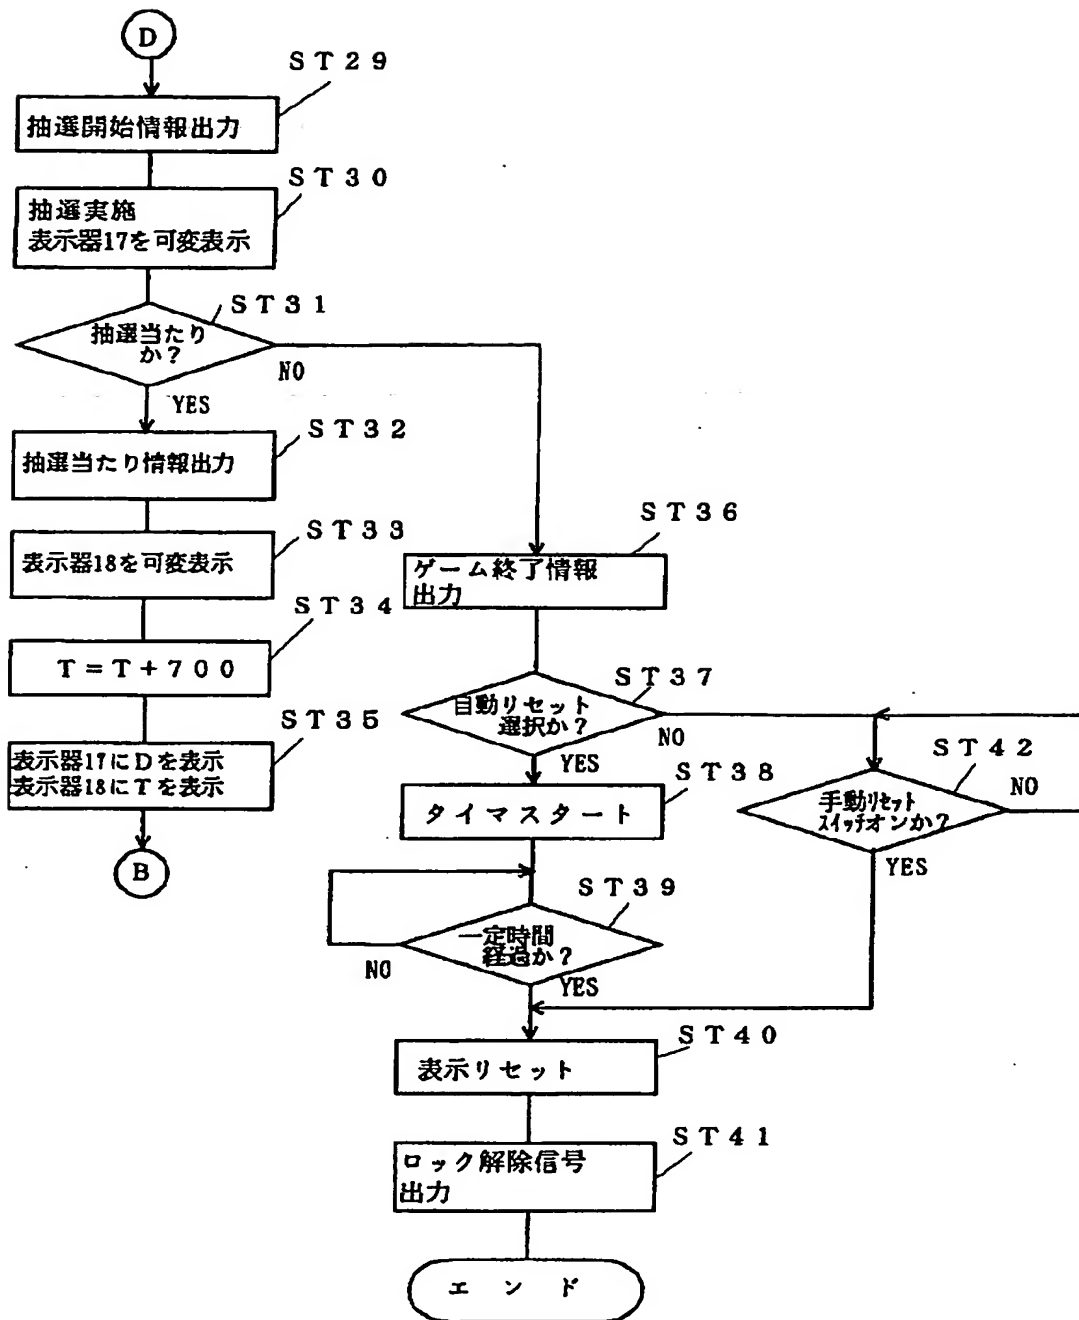 D
ST29
抽選開始情報出力
ST30
抽選実施
表示器17を可変表示
ST31
抽選当たり
か?
NO
YES
ST32
抽選当たり情報出力
ST33
表示器18を可変表示
ST34
T=T+700
ST35
表示器17にDを表示
表示器18にTを表示
B
ST36
ゲーム終了情報
出力
ST37
自動リセット
選択か?
NO
YES
ST38
タイマスタート
ST39
一定時間
経過か?
NO
YES
ST42
手動リセット
スイッチオンか?
NO
YES
ST40
表示リセット
ST41
ロック解除信号
出力
エンド